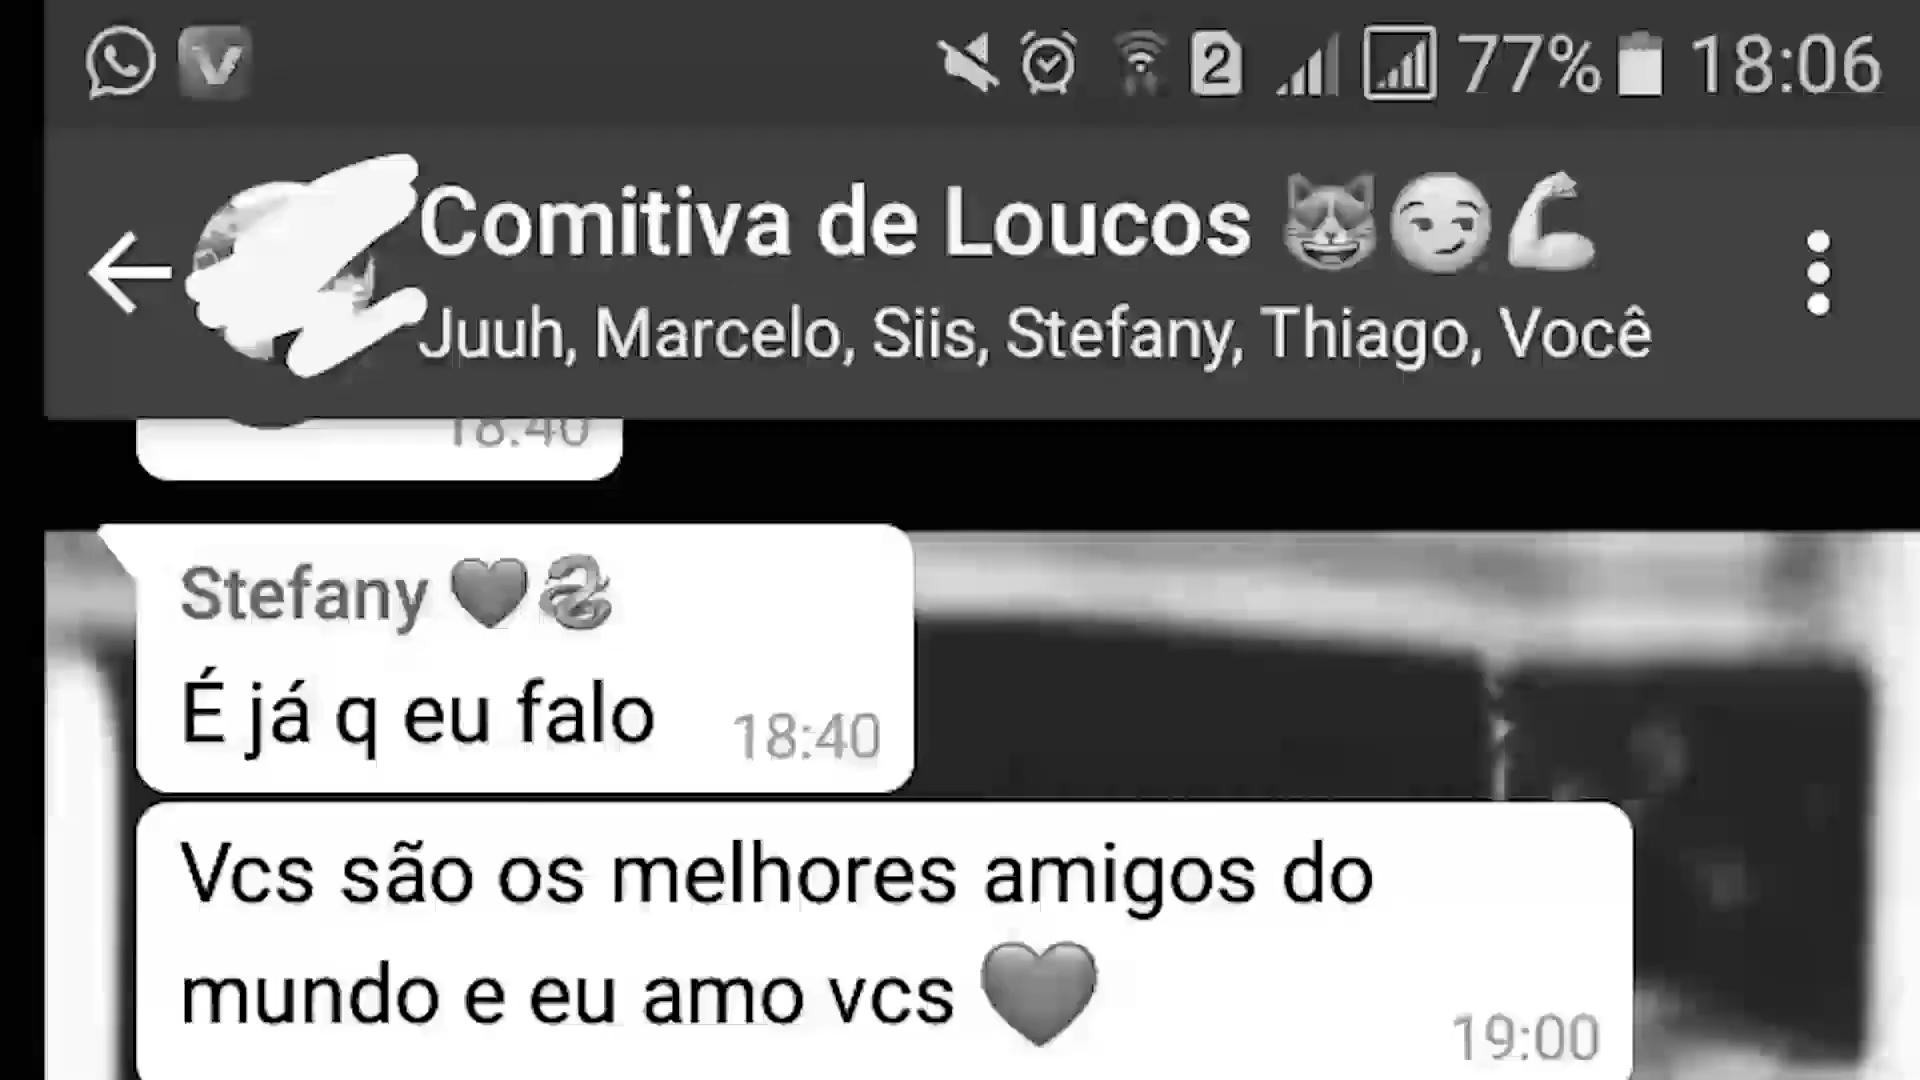 2 77% 18:06
Comitiva de Loucos 😻😏💪
Juuh, Marcelo, Siis, Stefany, Thiago, Você
18:40
Stefany ❤🐉
É já q eu falo 18:40
Vcs são os melhores amigos do
mundo e eu amo vcs ❤
19:00